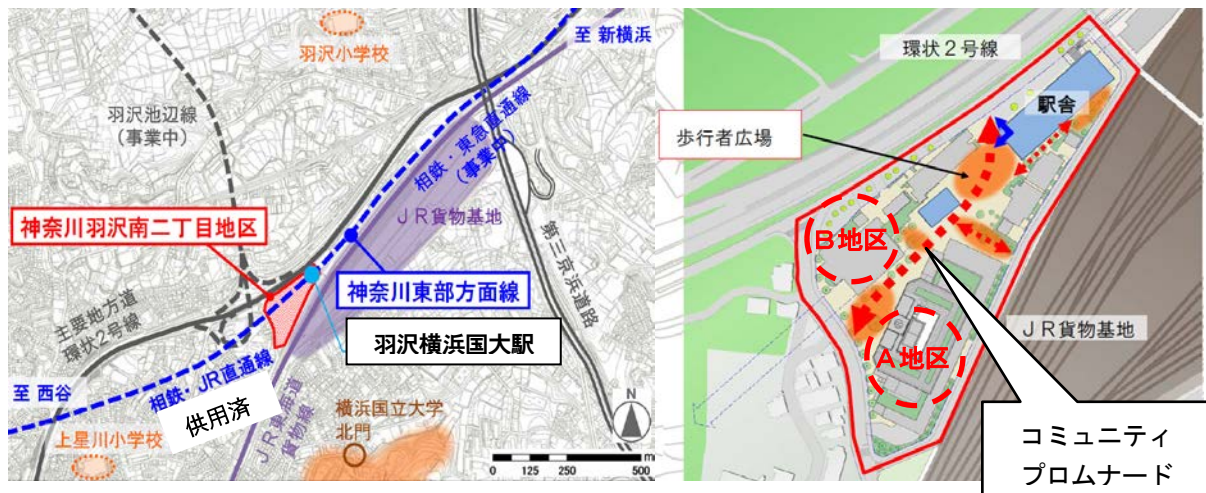 羽沢小学校
至 新横浜
羽沢池辺線
(事業中)
相鉄・東急直通線
(事業中)
JR貨物基地
神奈川羽沢南二丁目地区
神奈川東部方面線
第三京浜道路
主要地方道
環状2号線
羽沢横浜国大駅
至 西谷
相鉄・JR直通線
供用済
JR東海道
貨物線
上星川小学校
横浜国立大学
北門
N
m
0 125 250 500
環状2号線
駅舎
歩行者広場
B地区
A地区
JR貨物基地
コミュニティ
プロムナード